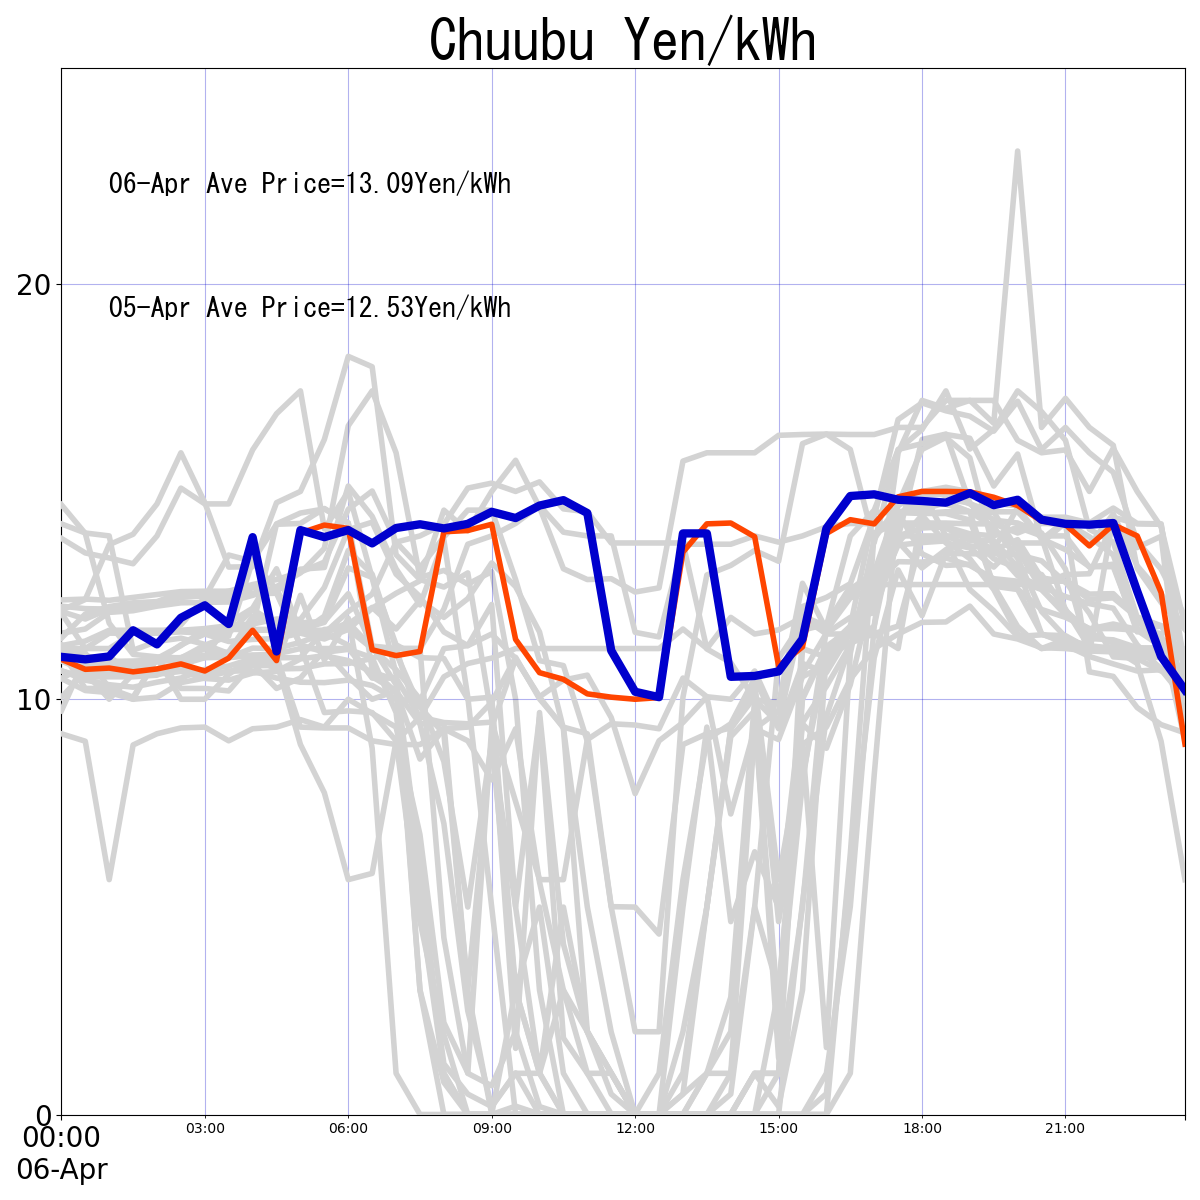 Chuubu Yen/kWh
06-Apr Ave Price=13.09Yen/kWh
20
05-Apr Ave Price=12.53Yen/kWh
10
0
00:00 03:00 06:00 09:00 12:00 15:00 18:00 21:00
06-Apr